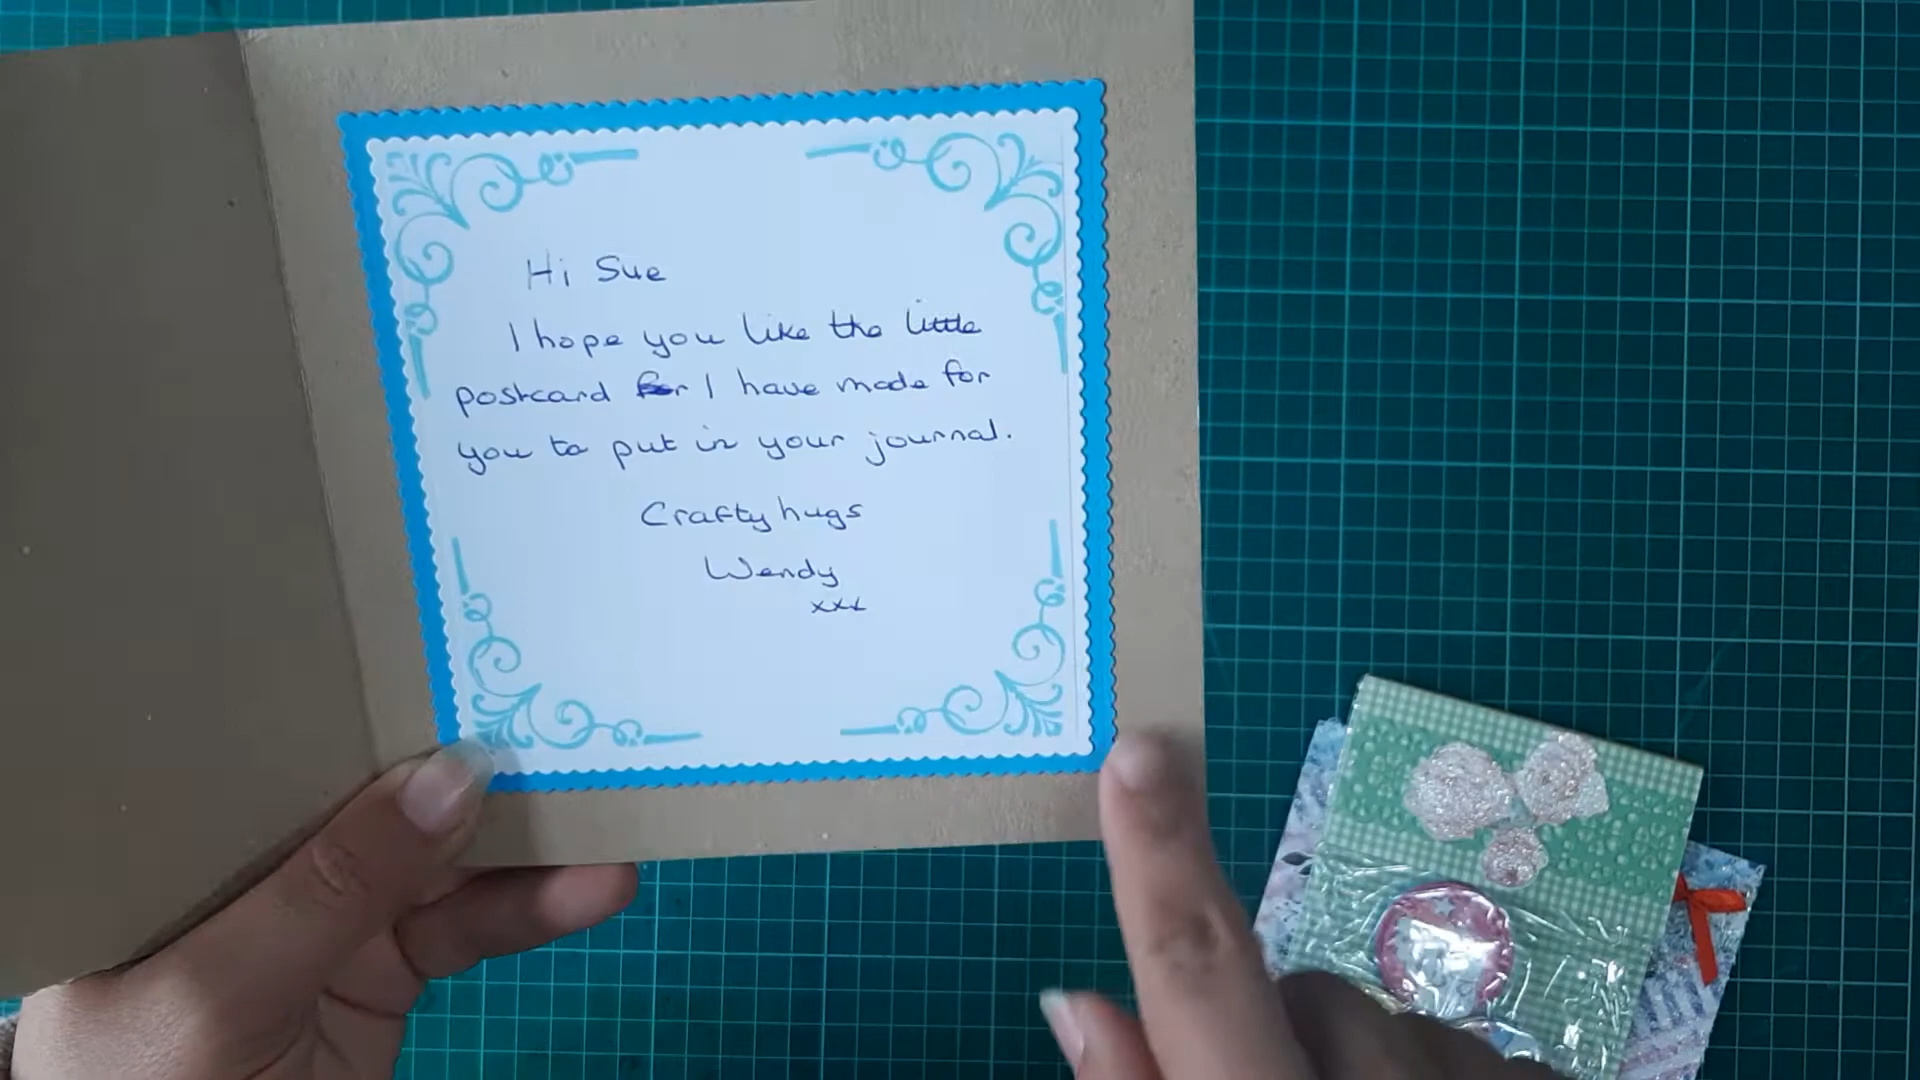 Hi Sue
I hope you like the little
postcard for I have made for
you to put in your journal.
Crafty hugs
Wendy
xxx